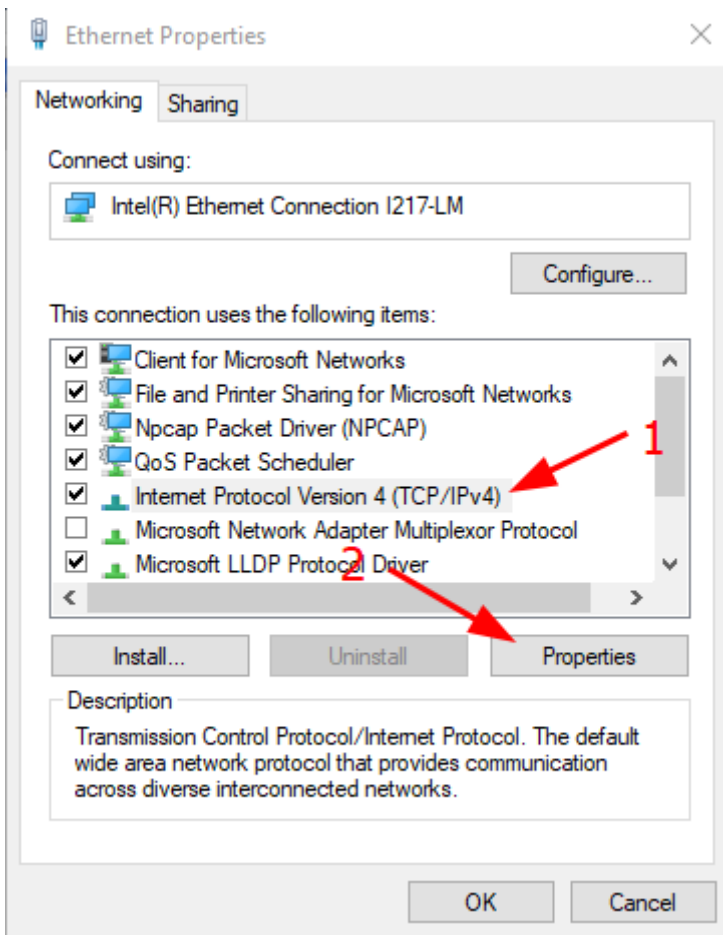 Ethernet Properties
Networking
Sharing
Connect using:
Intel(R) Ethernet Connection I217-LM
Configure...
This connection uses the following items:
Client for Microsoft Networks
File and Printer Sharing for Microsoft Networks
Npcap Packet Driver (NPCAP)
1
QoS Packet Scheduler
Internet Protocol Version 4 (TCP/IPv4)
Microsoft Network Adapter Multiplexor Protocol
2
Microsoft LLDP Protocol Driver
Install...
Uninstall
Properties
Description
Transmission Control Protocol/Internet Protocol. The default
wide area network protocol that provides communication
across diverse interconnected networks.
OK
Cancel